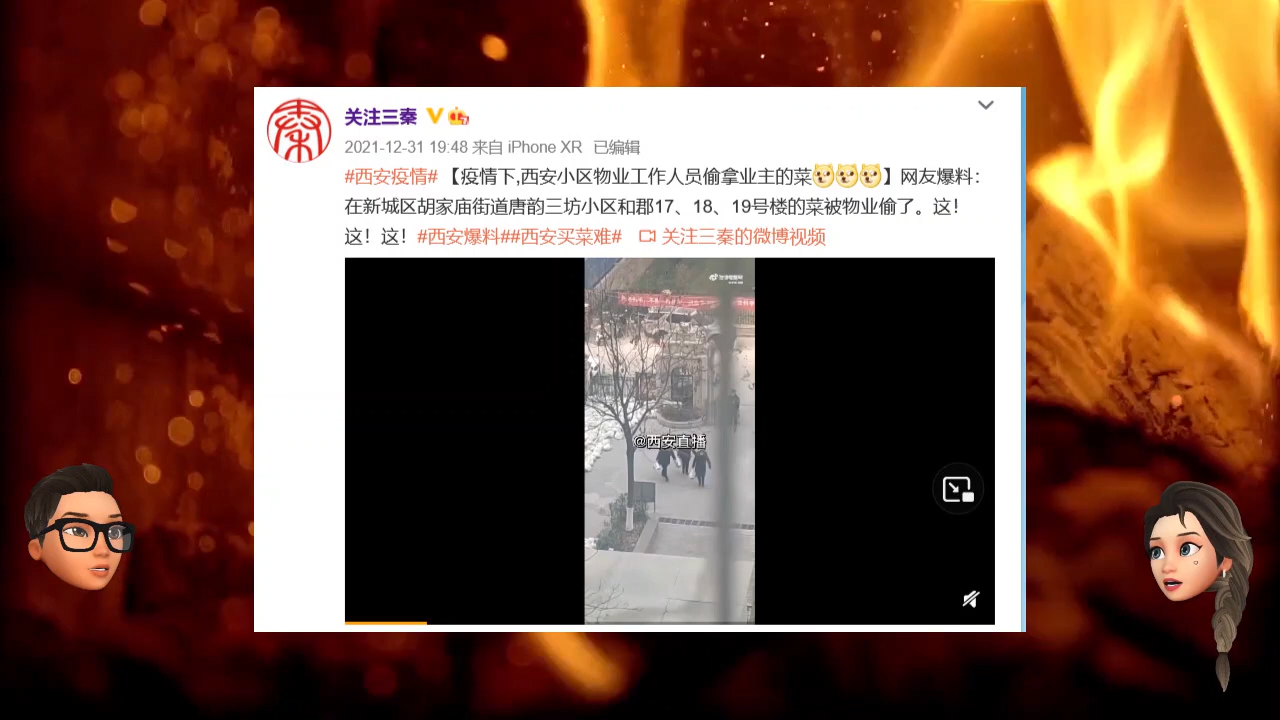 关注三秦
2021-12-31 19:48 来自 iPhone XR 已编辑
#西安疫情# 【疫情下,西安小区物业工作人员偷拿业主的菜】网友爆料：
在新城区胡家庙街道唐韵三坊小区和郡17、18、19号楼的菜被物业偷了。这！
这！这！#西安爆料##西安买菜难# 关注三秦的微博视频
@西安直播